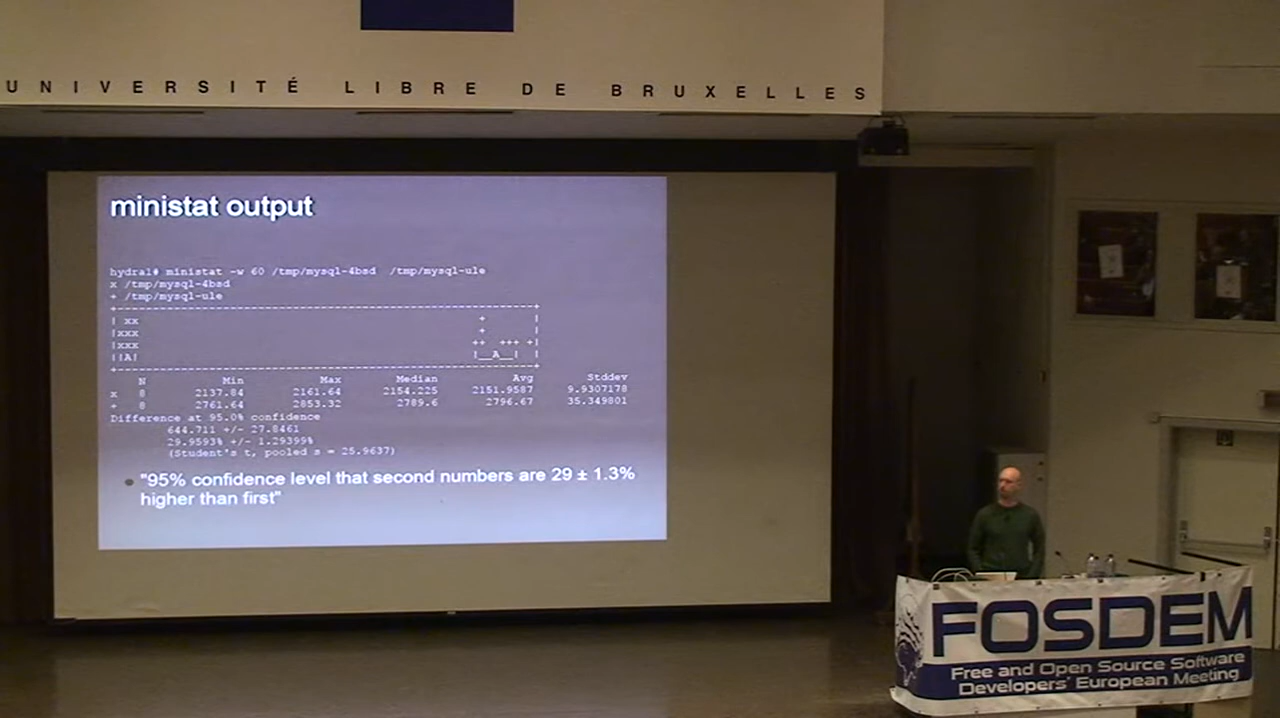 UNIVERSITÉ LIBRE DE BRUXELLES
ministat output
hydra1# ministat -w 60 /tmp/mysql-4bsd /tmp/mysql-ule
x /tmp/mysql-4bsd
+ /tmp/mysql-ule
+------------------------------------------------------------+
| xx + |
|xxx + |
|xxx ++ +++ +|
||A| |__A__| |
+------------------------------------------------------------+
N Min Max Median Avg Stddev
x 8 2137.84 2161.64 2154.225 2151.9587 9.9307178
+ 8 2761.64 2853.32 2789.6 2796.67 35.349801
Difference at 95.0% confidence
644.711 +/- 27.8461
29.9593% +/- 1.29399%
(Student's t, pooled s = 25.9637)
• "95% confidence level that second numbers are 29 ± 1.3%
higher than first"
FOSDEM
Free and Open Source Software
Developers' European Meeting